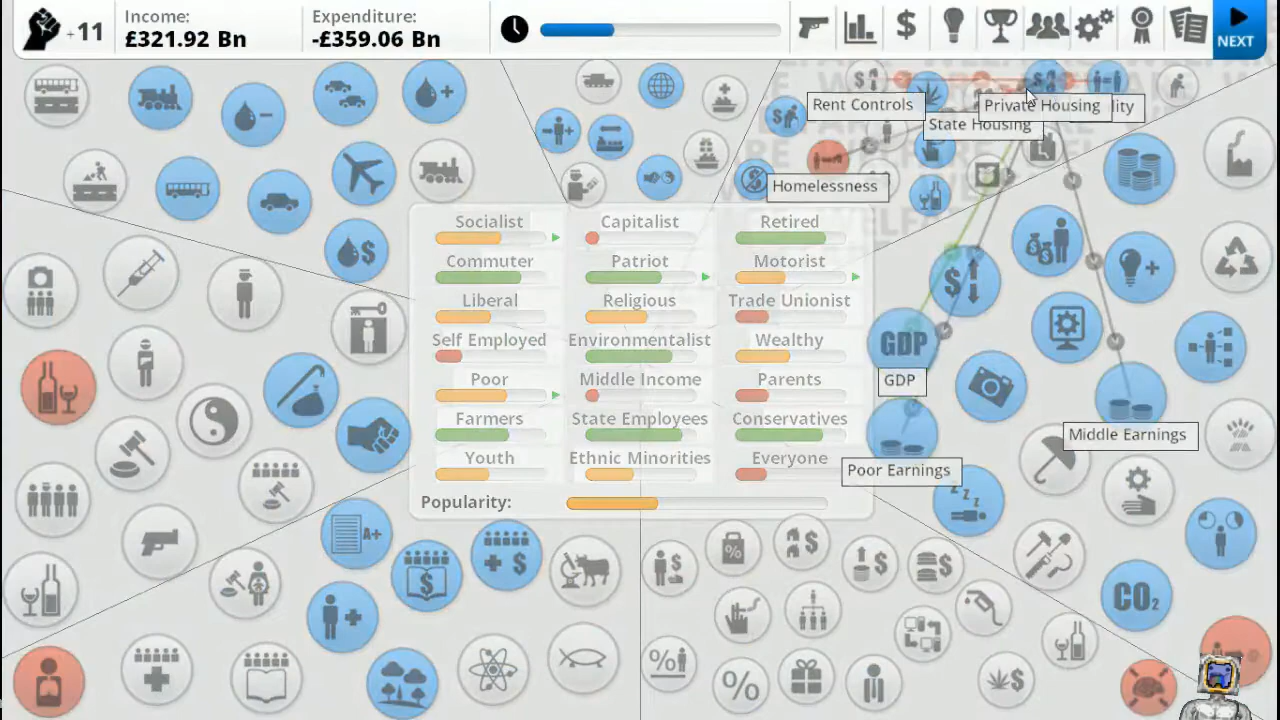 Income:
Expenditure:
+11
£321.92 Bn
-£359.06 Bn
NEXT
Rent Controls
Private Housing
lity
State Housing
Homelessness
Socialist
Capitalist
Retired
Commuter
Patriot
Motorist
Liberal
Religious
Trade Unionist
Self Employed
Environmentalist
Wealthy
Poor
Middle Income
Parents
Farmers
State Employees
Conservatives
Youth
Ethnic Minorities
Everyone
Popularity:
GDP
GDP
Poor Earnings
Middle Earnings
A+
CO₂